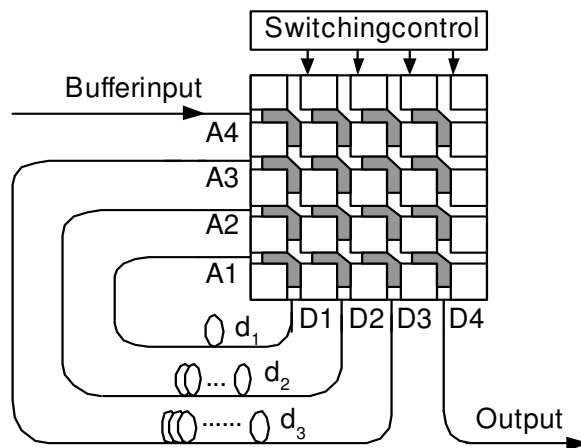 Switchingcontrol
Bufferinput
A4
A3
A2
A1
D1 D2 D3 D4
d1
... d2
...... d3
Output